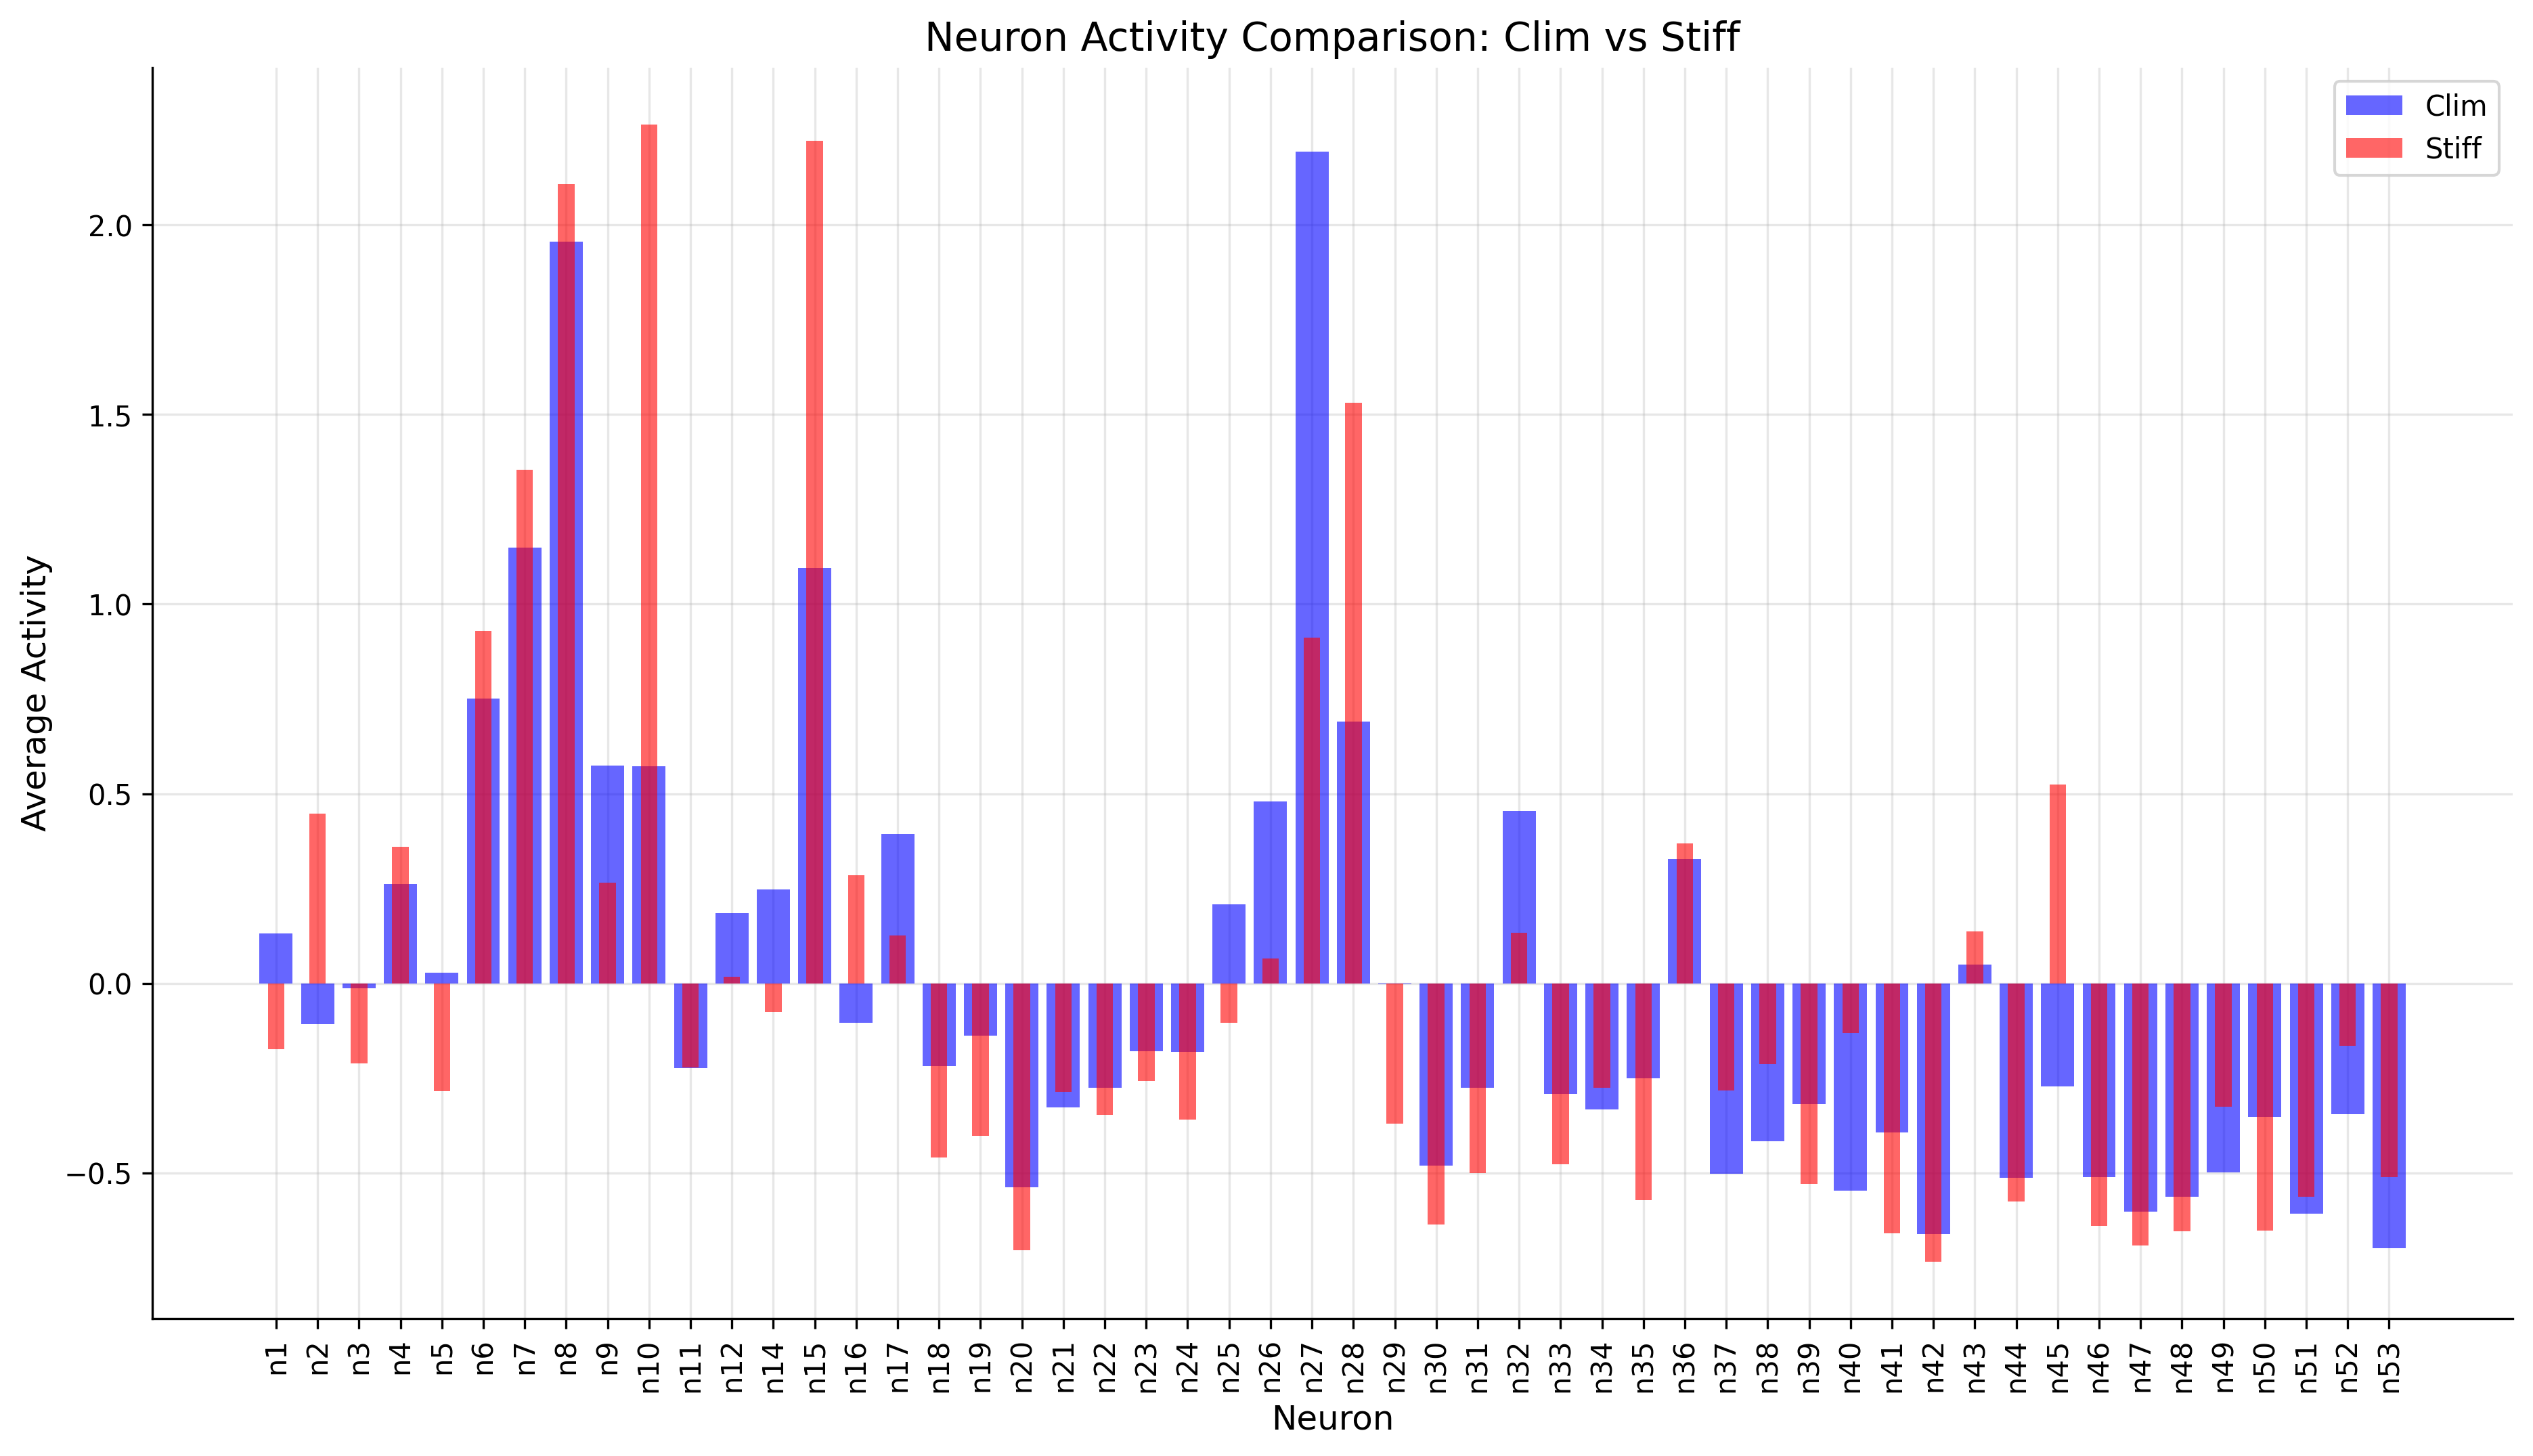 Neuron Activity Comparison: Clim vs Stiff
Clim
Stiff
Average Activity
2.0
1.5
1.0
0.5
0.0
−0.5
n1 n2 n3 n4 n5 n6 n7 n8 n9 n10 n11 n12 n14 n15 n16 n17 n18 n19 n20 n21 n22 n23 n24 n25 n26 n27 n28 n29 n30 n31 n32 n33 n34 n35 n36 n37 n38 n39 n40 n41 n42 n43 n44 n45 n46 n47 n48 n49 n50 n51 n52 n53
Neuron